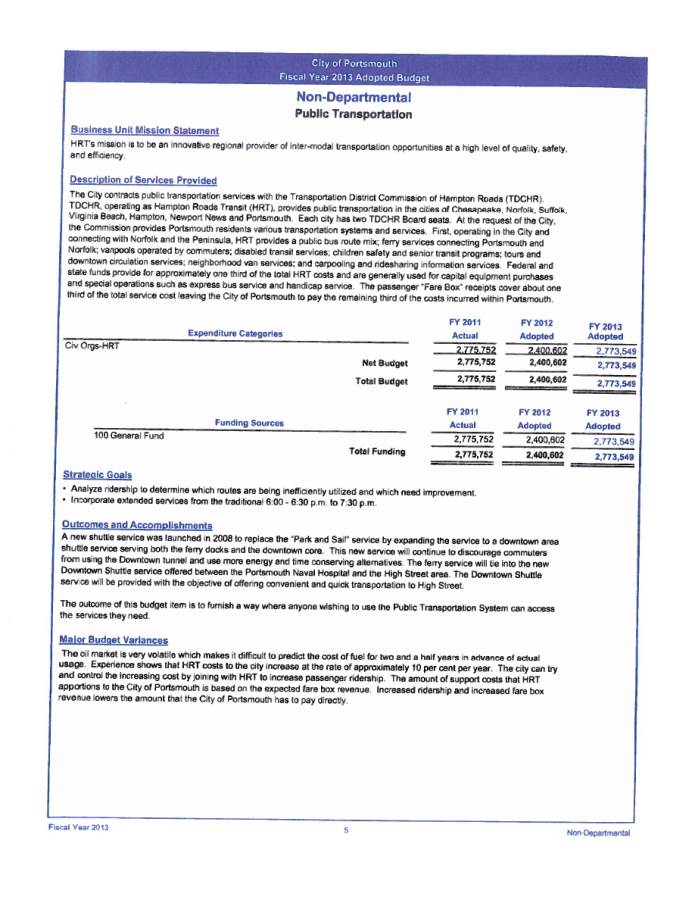 City of Portsmouth
Fiscal Year 2013 Adopted Budget
Non-Departmental
Public Transportation
Business Unit Mission Statement
HRT's mission is to be an innovative regional provider of inter-modal transportation opportunities at a high level of quality, safety,
and efficiency.
Description of Services Provided
The City contracts public transportation services with the Transportation District Commission of Hampton Roads (TDCHR).
TDCHR, operating as Hampton Roads Transit (HRT), provides public transportation in the cities of Chesapeake, Norfolk, Suffolk,
Virginia Beach, Hampton, Newport News and Portsmouth. Each city has two TDCHR Board seats. At the request of the City,
the Commission provides Portsmouth residents various transportation systems and services. First, operating in the City and
connecting with Norfolk and the Peninsula, HRT provides a public bus route mix; ferry services connecting Portsmouth and
Norfolk; vanpools operated by commuters; disabled transit services; children safety and senior transit programs; tours and
downtown circulation services; neighborhood van services; and carpooling and ridesharing information services. Federal and
state funds provide for approximately one third of the total HRT costs and are generally used for capital equipment purchases
and special operations such as express bus service and handicap service. The passenger "Fare Box" receipts cover about one
third of the total service cost leaving the City of Portsmouth to pay the remaining third of the costs incurred within Portsmouth.
Expenditure Categories FY 2011 Actual FY 2012 Adopted FY 2013 Adopted
Civ Orgs-HRT 2,775,752 2,400,602 2,773,549
Net Budget 2,775,752 2,400,602 2,773,549
Total Budget 2,775,752 2,400,602 2,773,549
Funding Sources FY 2011 Actual FY 2012 Adopted FY 2013 Adopted
100 General Fund 2,775,752 2,400,602 2,773,549
Total Funding 2,775,752 2,400,602 2,773,549
Strategic Goals
• Analyze ridership to determine which routes are being inefficiently utilized and which need improvement.
• Incorporate extended services from the traditional 6:00 - 6:30 p.m. to 7:30 p.m.
Outcomes and Accomplishments
A new shuttle service was launched in 2008 to replace the "Park and Sail" service by expanding the service to a downtown area
shuttle service serving both the ferry docks and the downtown core. This new service will continue to discourage commuters
from using the Downtown tunnel and use more energy and time conserving alternatives. The ferry service will tie into the new
Downtown Shuttle service offered between the Portsmouth Naval Hospital and the High Street area. The Downtown Shuttle
service will be provided with the objective of offering convenient and quick transportation to High Street.
The outcome of this budget item is to furnish a way where anyone wishing to use the Public Transportation System can access
the services they need.
Major Budget Variances
The oil market is very volatile which makes it difficult to predict the cost of fuel for two and a half years in advance of actual
usage. Experience shows that HRT costs to the city increase at the rate of approximately 10 per cent per year. The city can try
and control the increasing cost by joining with HRT to increase passenger ridership. The amount of support costs that HRT
apportions to the City of Portsmouth is based on the expected fare box revenue. Increased ridership and increased fare box
revenue lowers the amount that the City of Portsmouth has to pay directly.
Fiscal Year 2013 5 Non-Departmental